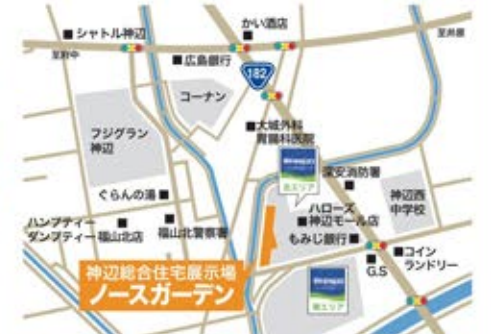 かい酒店
シャトル神辺
至府中
広島銀行
至井原
182
コーナン
フジグラン
神辺
大城外科
胃腸科医院
深安消防署
北エリア
ぐらんの湯
ハローズ
神辺モール店
神辺西
中学校
ハンプティー
ダンプティー福山北店
福山北警察署
もみじ銀行
コイン
ランドリー
G.S
神辺総合住宅展示場
ノースガーデン
南エリア